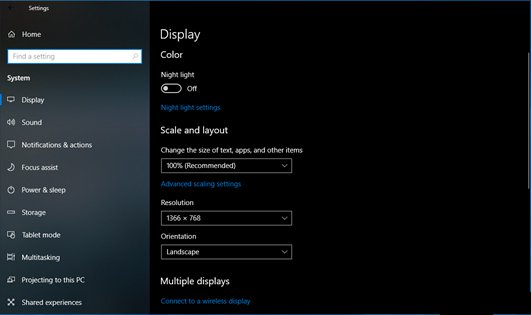 Settings
Home
Find a setting
System
Display
Sound
Notifications & actions
Focus assist
Power & sleep
Storage
Tablet mode
Multitasking
Projecting to this PC
Shared experiences
Display
Color
Night light
Off
Night light settings
Scale and layout
Change the size of text, apps, and other items
100% (Recommended)
Advanced scaling settings
Resolution
1366 × 768
Orientation
Landscape
Multiple displays
Connect to a wireless display